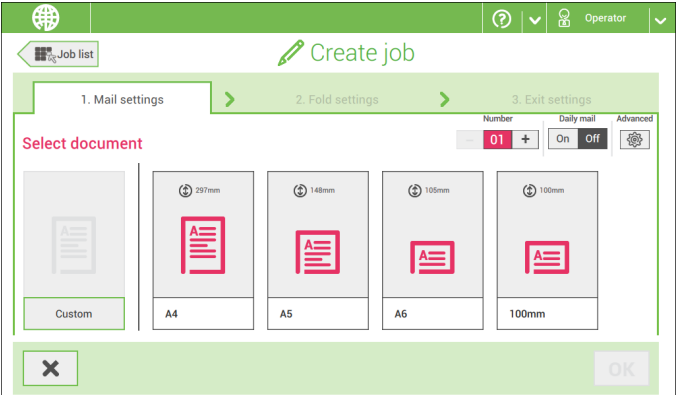 Operator
Job list
Create job
1. Mail settings
2. Fold settings
3. Exit settings
Select document
Number
01
Daily mail
On
Off
Advanced
Custom
297mm
A4
148mm
A5
105mm
A6
100mm
100mm
OK